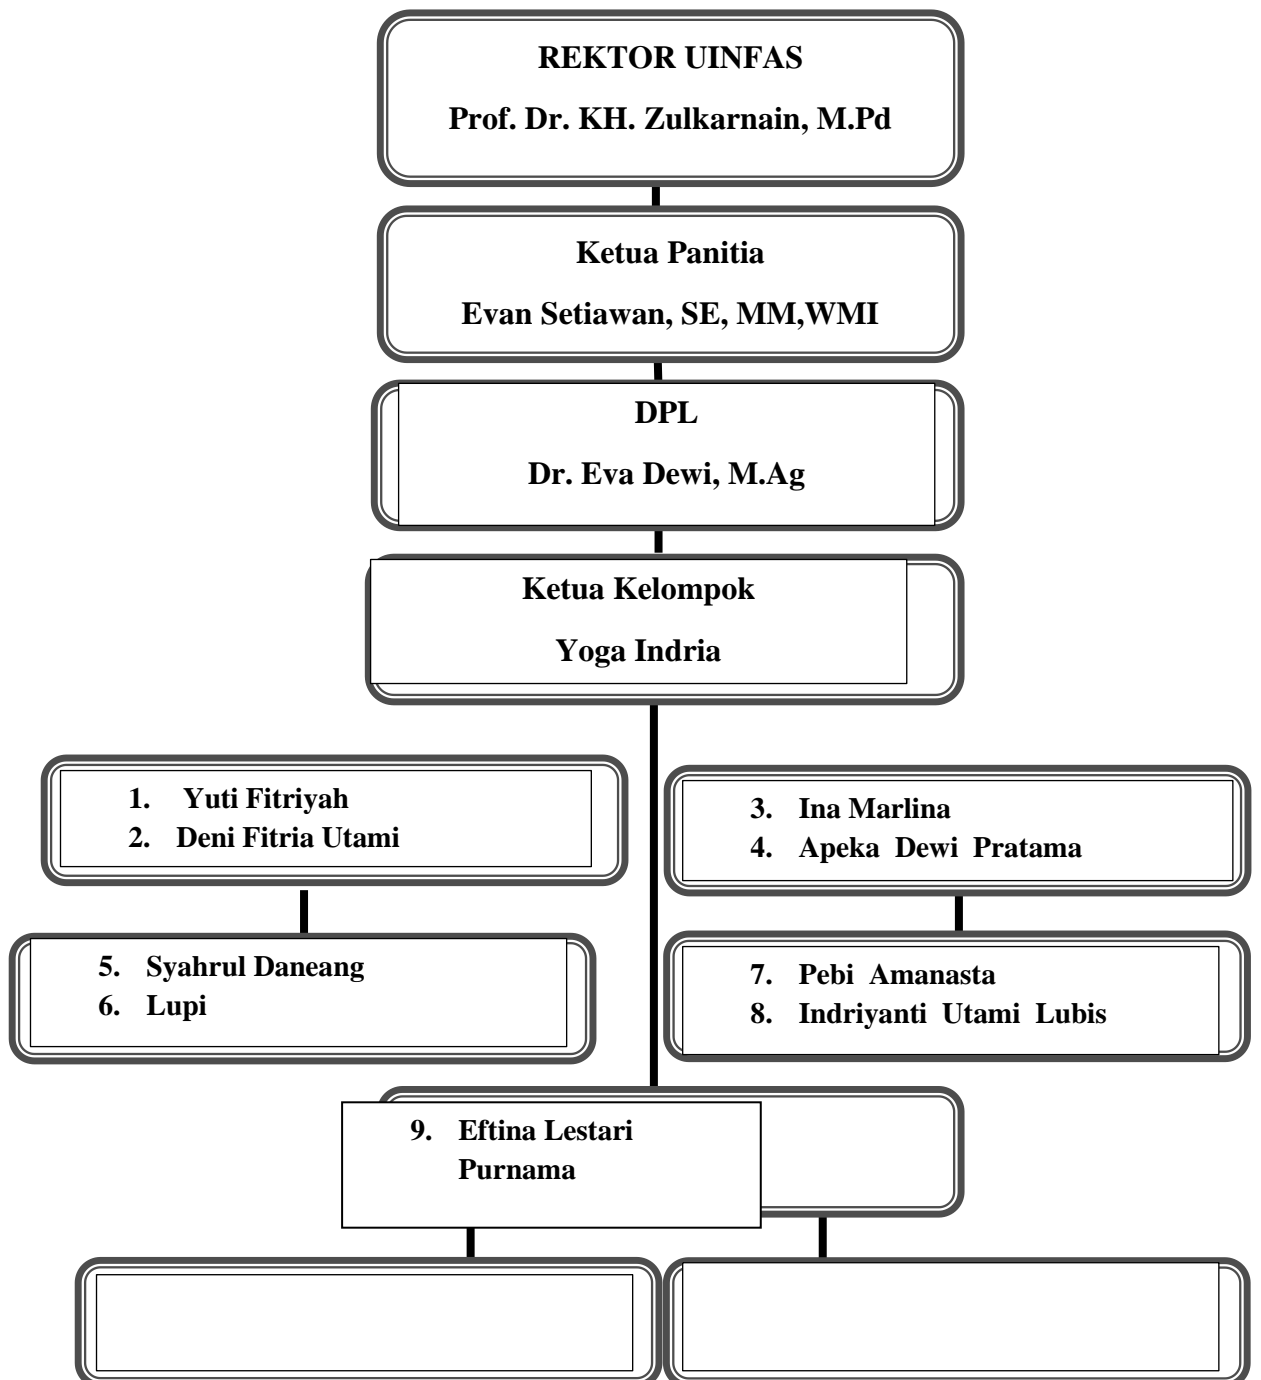 REKTOR UINFAS
Prof. Dr. KH. Zulkarnain, M.Pd
Ketua Panitia
Evan Setiawan, SE, MM,WMI
DPL
Dr. Eva Dewi, M.Ag
Ketua Kelompok
Yoga Indria
1. Yuti Fitriyah
2. Deni Fitria Utami
3. Ina Marlina
4. Apeka Dewi Pratama
5. Syahrul Daneang
6. Lupi
7. Pebi Amanasta
8. Indriyanti Utami Lubis
9. Eftina Lestari
Purnama